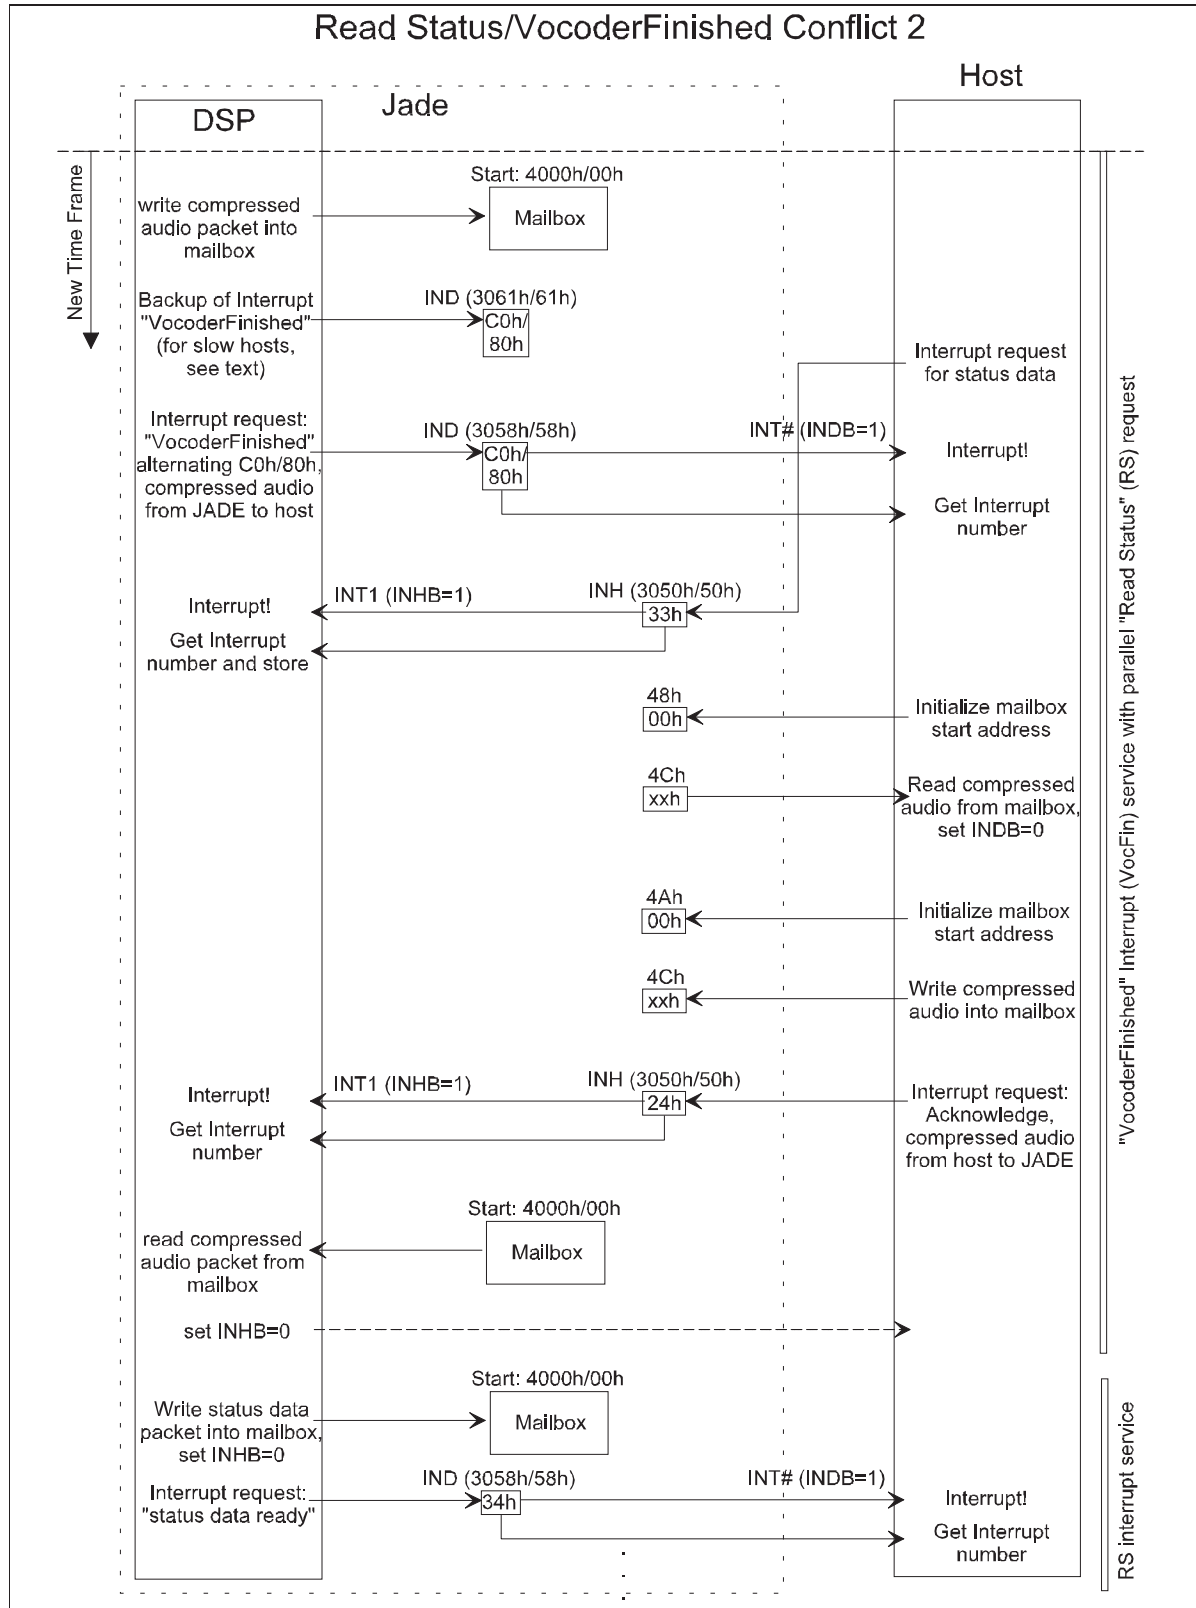 Read Status/VocoderFinished Conflict 2
Host
Jade
DSP
New Time Frame
Start: 4000h/00h
write compressed
audio packet into
mailbox
Mailbox
Backup of Interrupt
"VocoderFinished"
(for slow hosts,
see text)
IND (3061h/61h)
C0h/
80h
Interrupt request
for status data
Interrupt request:
"VocoderFinished"
alternating C0h/80h,
compressed audio
from JADE to host
IND (3058h/58h)
C0h/
80h
INT# (INDB=1)
Interrupt!
Get Interrupt
number
Interrupt!
INT1 (INHB=1)
INH (3050h/50h)
33h
Get Interrupt
number and store
48h
00h
Initialize mailbox
start address
4Ch
xxh
Read compressed
audio from mailbox,
set INDB=0
4Ah
00h
Initialize mailbox
start address
4Ch
xxh
Write compressed
audio into mailbox
Interrupt!
INT1 (INHB=1)
INH (3050h/50h)
24h
Interrupt request:
Acknowledge,
compressed audio
from host to JADE
Get Interrupt
number
Start: 4000h/00h
read compressed
audio packet from
mailbox
Mailbox
set INHB=0
Start: 4000h/00h
Write status data
packet into mailbox,
set INHB=0
Mailbox
Interrupt request:
"status data ready"
IND (3058h/58h)
34h
INT# (INDB=1)
Interrupt!
Get Interrupt
number
"VocoderFinished" Interrupt (VocFin) service with parallel "Read Status" (RS) request
RS interrupt service